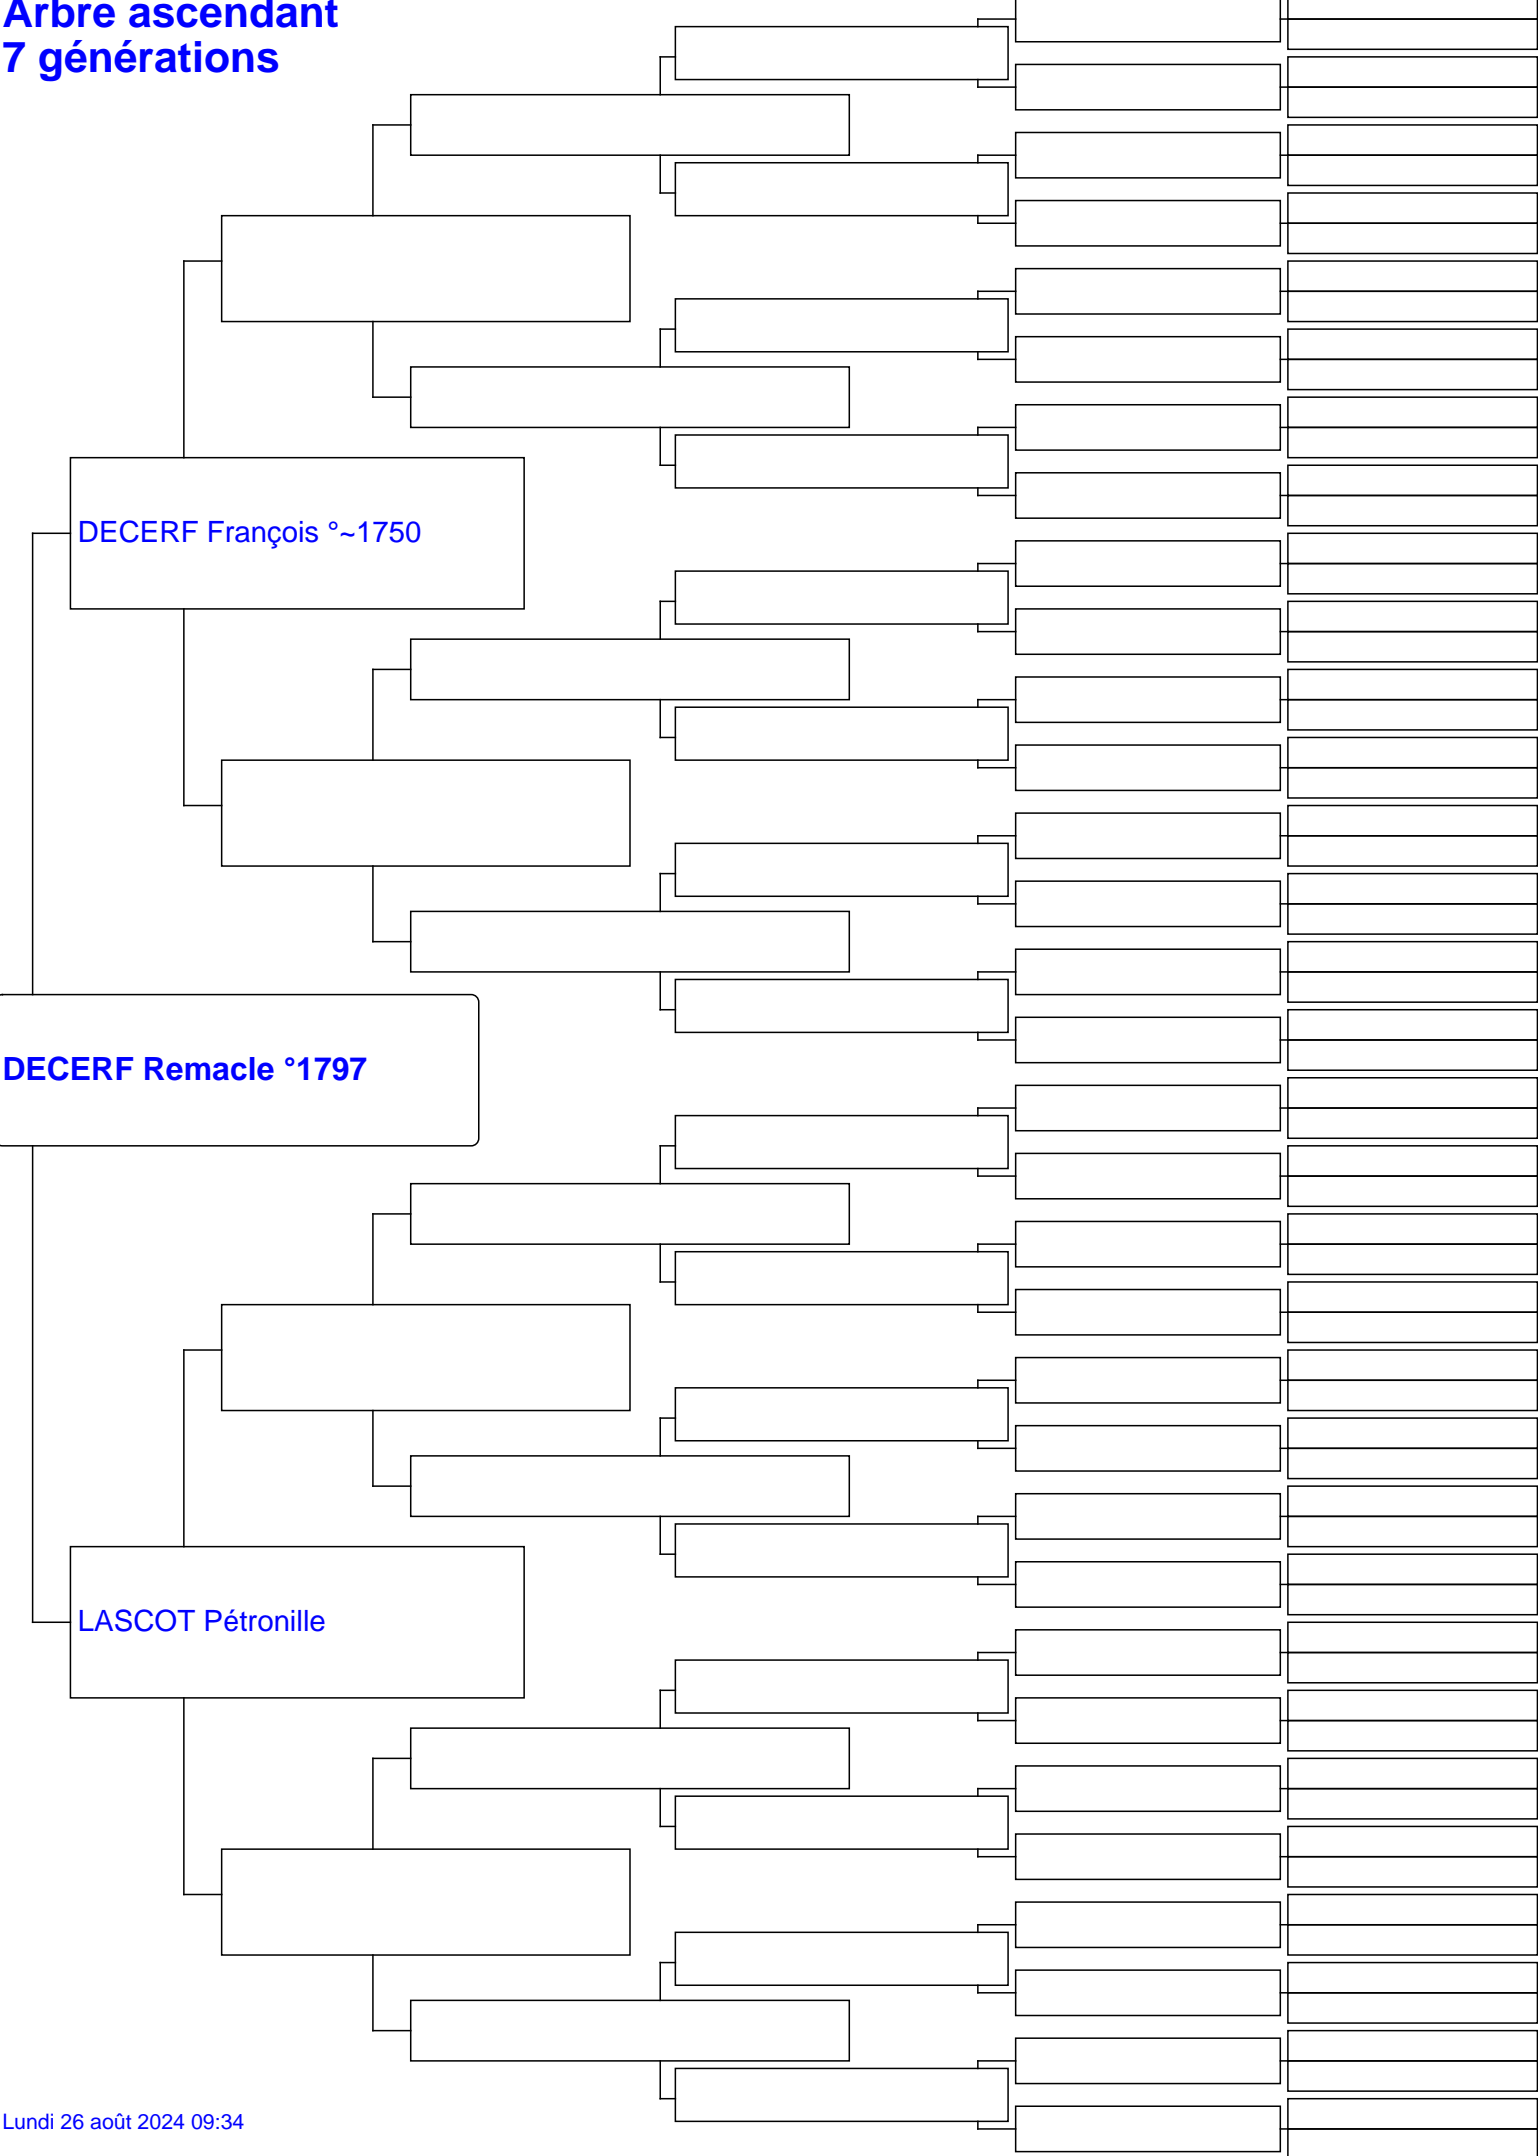 Arbre ascendant
7 générations
DECERF François °~1750
DECERF Remacle °1797
LASCOT Pétronille
Lundi 26 août 2024 09:34